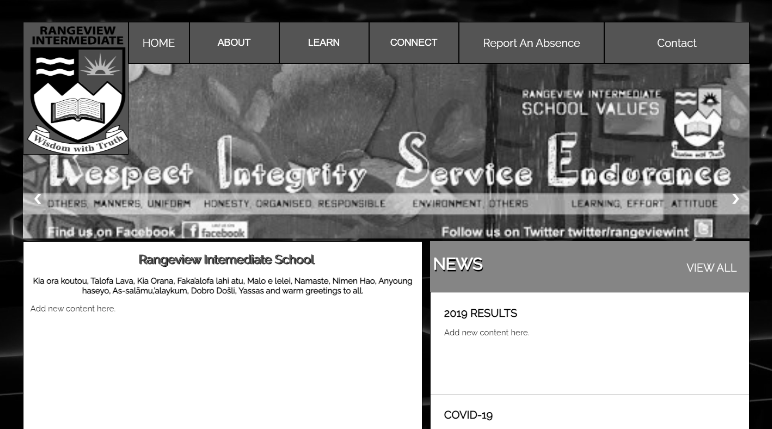 RANGEVIEW
INTERMEDIATE
Wisdom with Truth
HOME ABOUT LEARN CONNECT Report An Absence Contact
RANGEVIEW INTERMEDIATE
SCHOOL VALUES
Wisdom with Truth
Respect Integrity Service Endurance
OTHERS, MANNERS, UNIFORM HONESTY, ORGANISED, RESPONSIBLE ENVIRONMENT, OTHERS LEARNING, EFFORT, ATTITUDE
Find us on Facebook facebook Follow us on Twitter twitter/rangeviewint
Rangeview Internediate School
Kia ora koutou, Talofa Lava, Kia Orana, Faka'alofa lahi atu, Malo e lelei, Namaste, Nimen Hao, Anyoung
haseyo, As-salāmu,'alaykum, Dobro Došli, Yassas and warm greetings to all.
Add new content here.
NEWS VIEW ALL
2019 RESULTS
Add new content here.
COVID-19